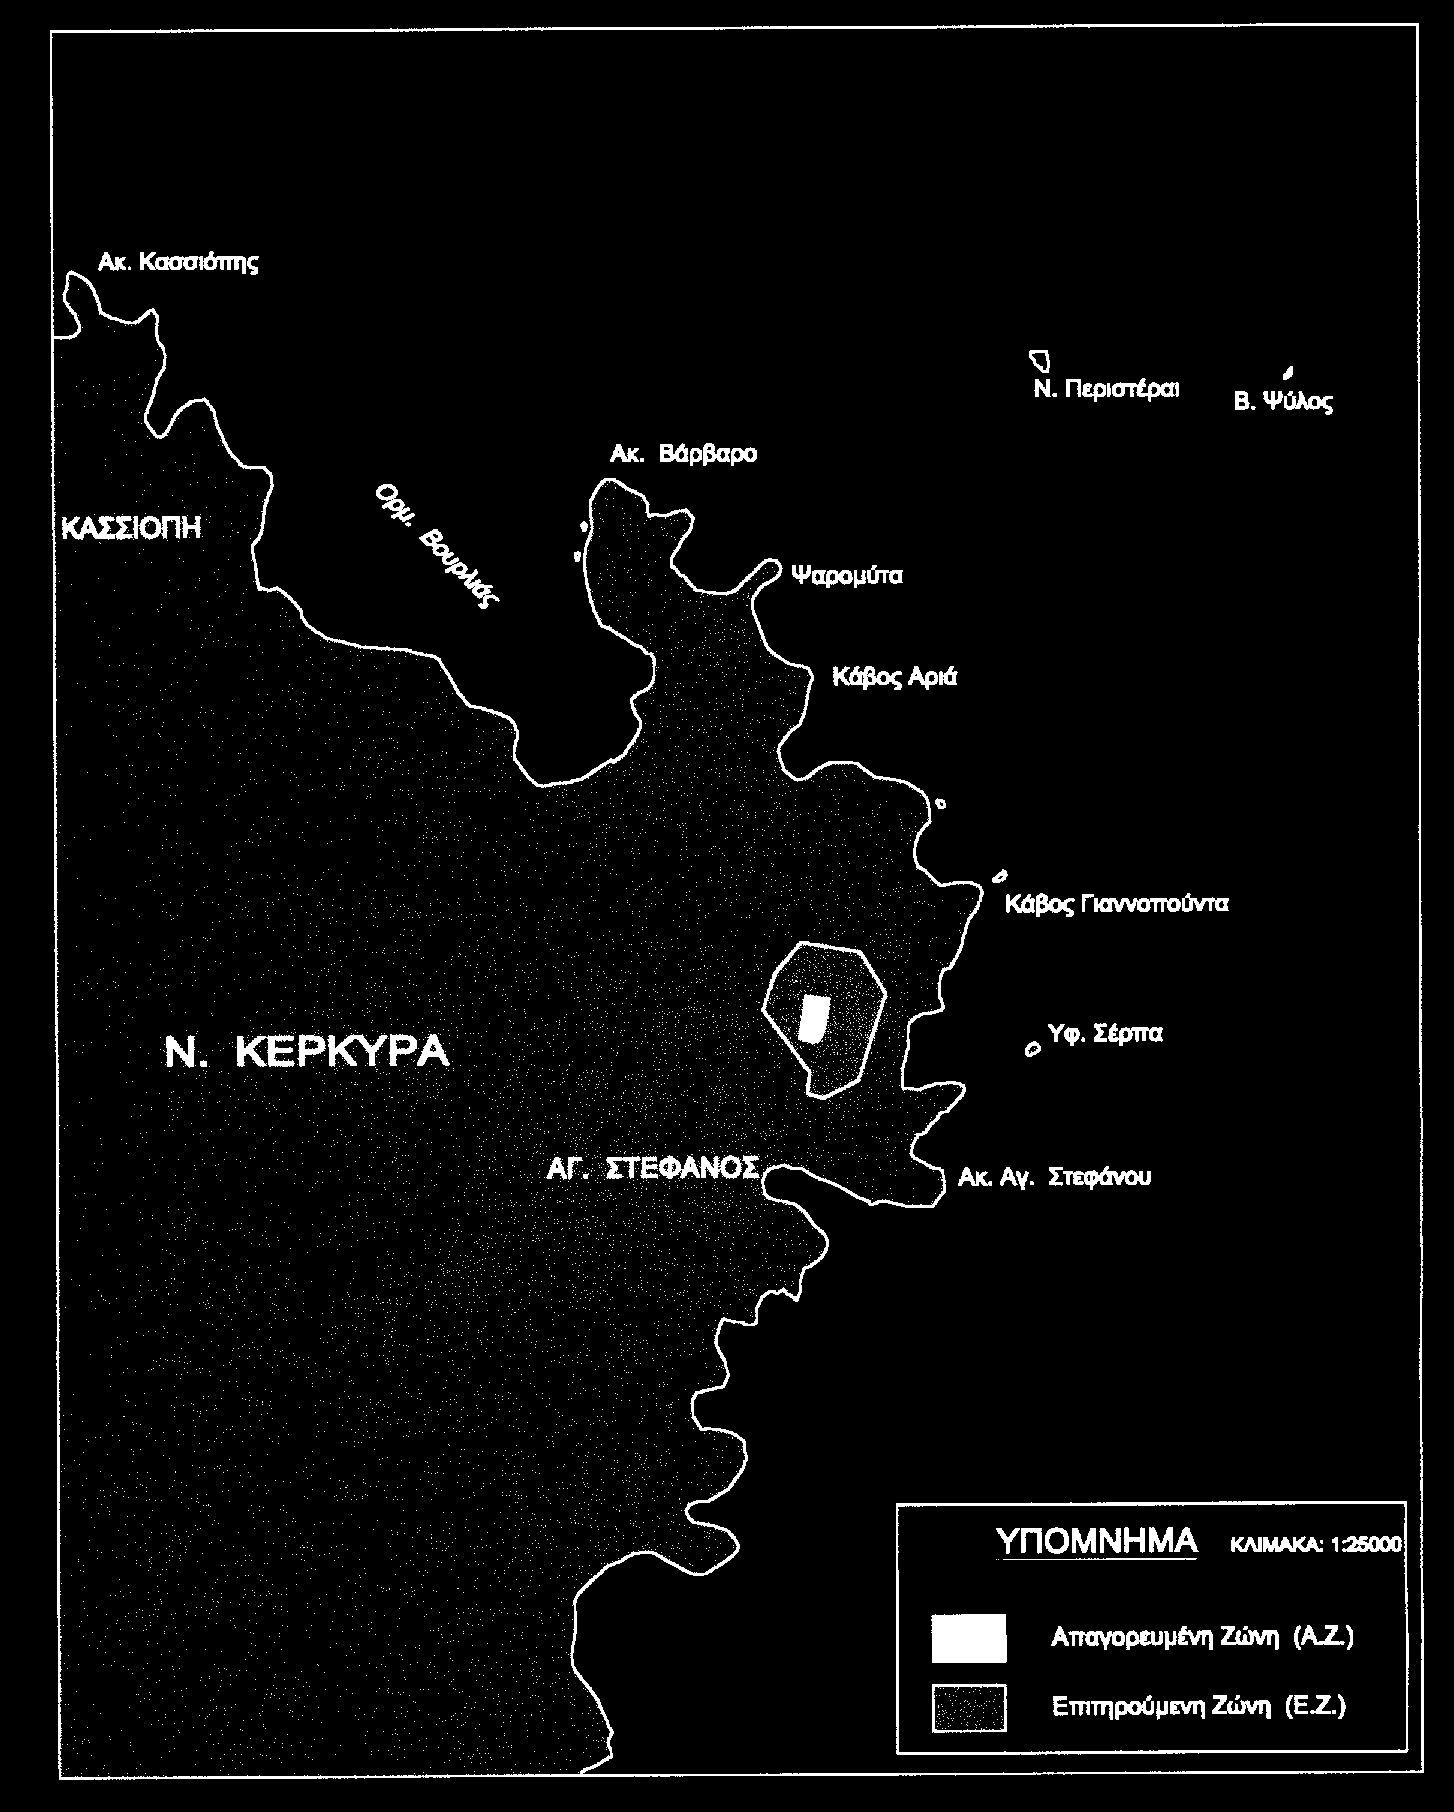 Ακ. Κασσιόπης
Ν. Περιστέραι
Β. Ψύλος
Ακ. Βάρβαρο
Ορμ. Βουρλιάς
ΚΑΣΣΙΟΠΗ
Ψαρομύτα
Κάβος Αριά
Κάβος Γιαννοπούντα
Ν. ΚΕΡΚΥΡΑ
Υφ. Σέρπα
ΑΓ. ΣΤΕΦΑΝΟΣ
Ακ. Αγ. Στεφάνου
ΥΠΟΜΝΗΜΑ ΚΛΙΜΑΚΑ: 1:25000
Απαγορευμένη Ζώνη (Α.Ζ.)
Επιτηρούμενη Ζώνη (Ε.Ζ.)